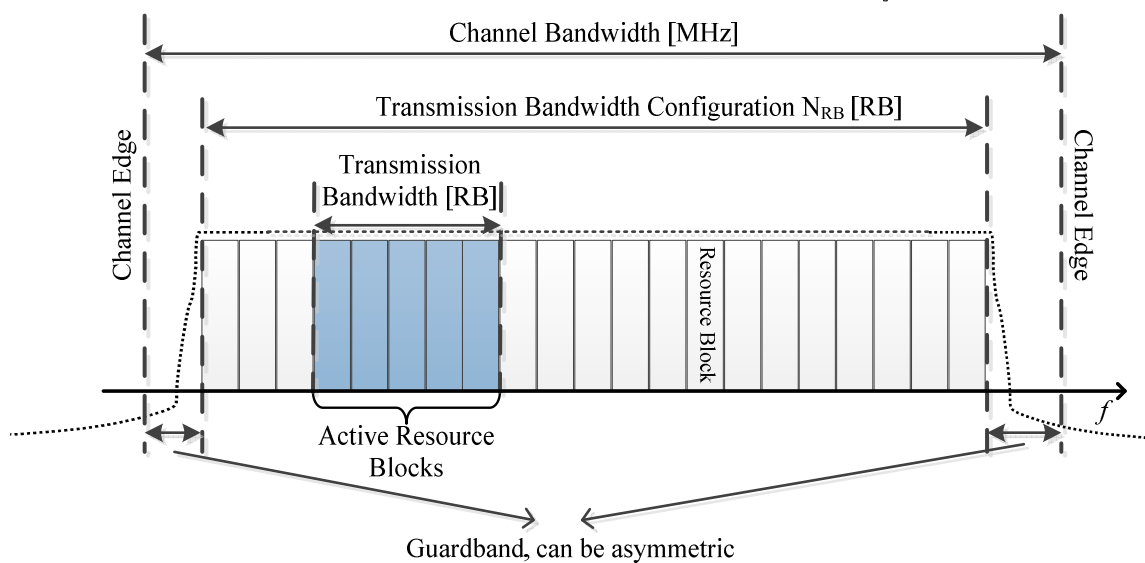 Channel Bandwidth [MHz]
Transmission Bandwidth Configuration N_RB [RB]
Transmission
Bandwidth [RB]
Channel Edge
Channel Edge
Resource Block
f
Active Resource
Blocks
Guardband, can be asymmetric